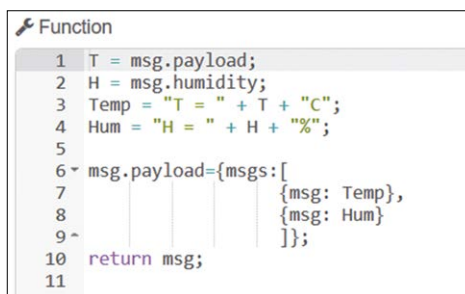 Function
1 T = msg.payload;
2 H = msg.humidity;
3 Temp = "T = " + T + "C";
4 Hum = "H = " + H + "%";
5
6 msg.payload={msgs:[
7 {msg: Temp},
8 {msg: Hum}
9 ]};
10 return msg;
11